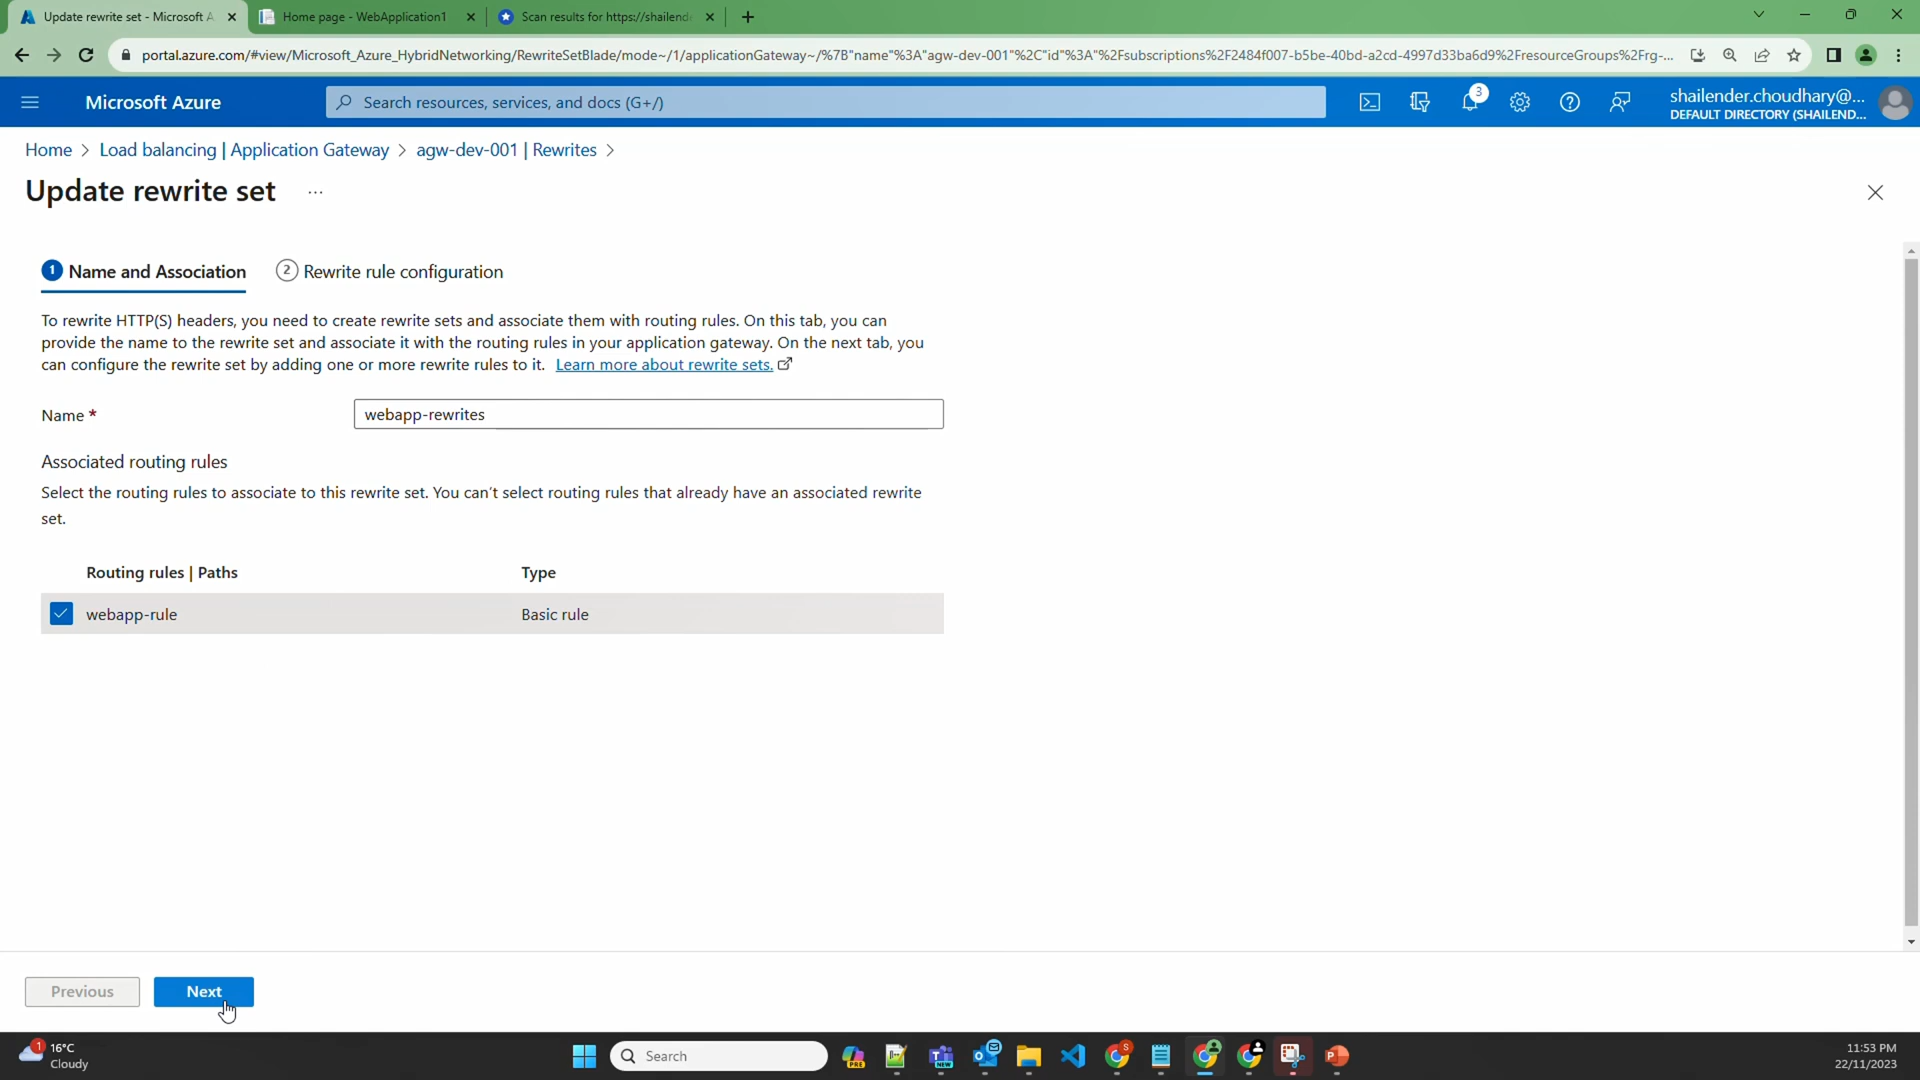 Update rewrite set - Microsoft A
Home page - WebApplication1
Scan results for https://shailend
portal.azure.com/#view/Microsoft_Azure_HybridNetworking/RewriteSetBlade/mode~/1/applicationGateway~/%7B"name"%3A"agw-dev-001"%2C"id"%3A"%2Fsubscriptions%2F2484f007-b5be-40bd-a2cd-4997d33ba6d9%2FresourceGroups%2Frg-...
Microsoft Azure
Search resources, services, and docs (G+/)
3
shailender.choudhary@...
DEFAULT DIRECTORY (SHAILEND...
Home > Load balancing | Application Gateway > agw-dev-001 | Rewrites >
Update rewrite set ...
1 Name and Association
2 Rewrite rule configuration
To rewrite HTTP(S) headers, you need to create rewrite sets and associate them with routing rules. On this tab, you can
provide the name to the rewrite set and associate it with the routing rules in your application gateway. On the next tab, you
can configure the rewrite set by adding one or more rewrite rules to it. Learn more about rewrite sets.
Name * webapp-rewrites
Associated routing rules
Select the routing rules to associate to this rewrite set. You can't select routing rules that already have an associated rewrite
set.
Routing rules | Paths Type
webapp-rule Basic rule
Previous Next
1
16°C
Cloudy
Search
PRE
NEW
S
P
11:53 PM
22/11/2023